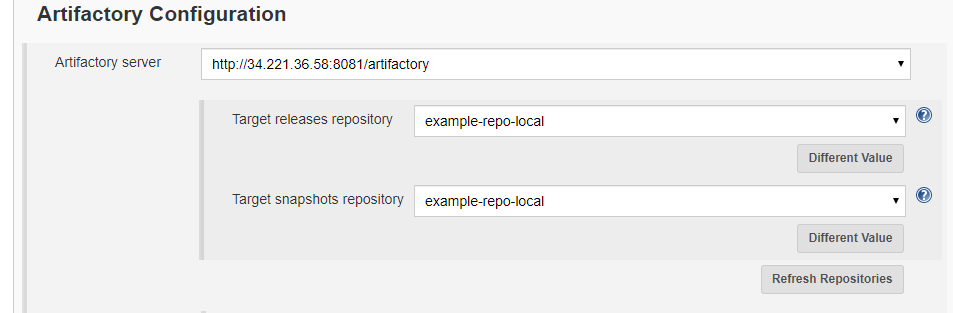 Artifactory Configuration
Artifactory server
http://34.221.36.58:8081/artifactory
Target releases repository
example-repo-local
?
Different Value
Target snapshots repository
example-repo-local
?
Different Value
Refresh Repositories